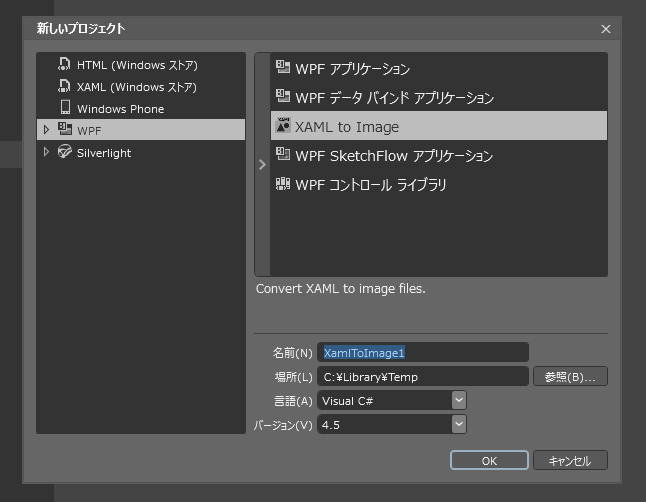 新しいプロジェクト
HTML (Windows ストア)
XAML (Windows ストア)
Windows Phone
WPF
Silverlight
WPF アプリケーション
WPF データ バインド アプリケーション
XAML to Image
WPF SketchFlow アプリケーション
WPF コントロール ライブラリ
Convert XAML to image files.
名前(N) XamlToImage1
場所(L) C:¥Library¥Temp 参照(B)...
言語(A) Visual C#
バージョン(V) 4.5
OK キャンセル